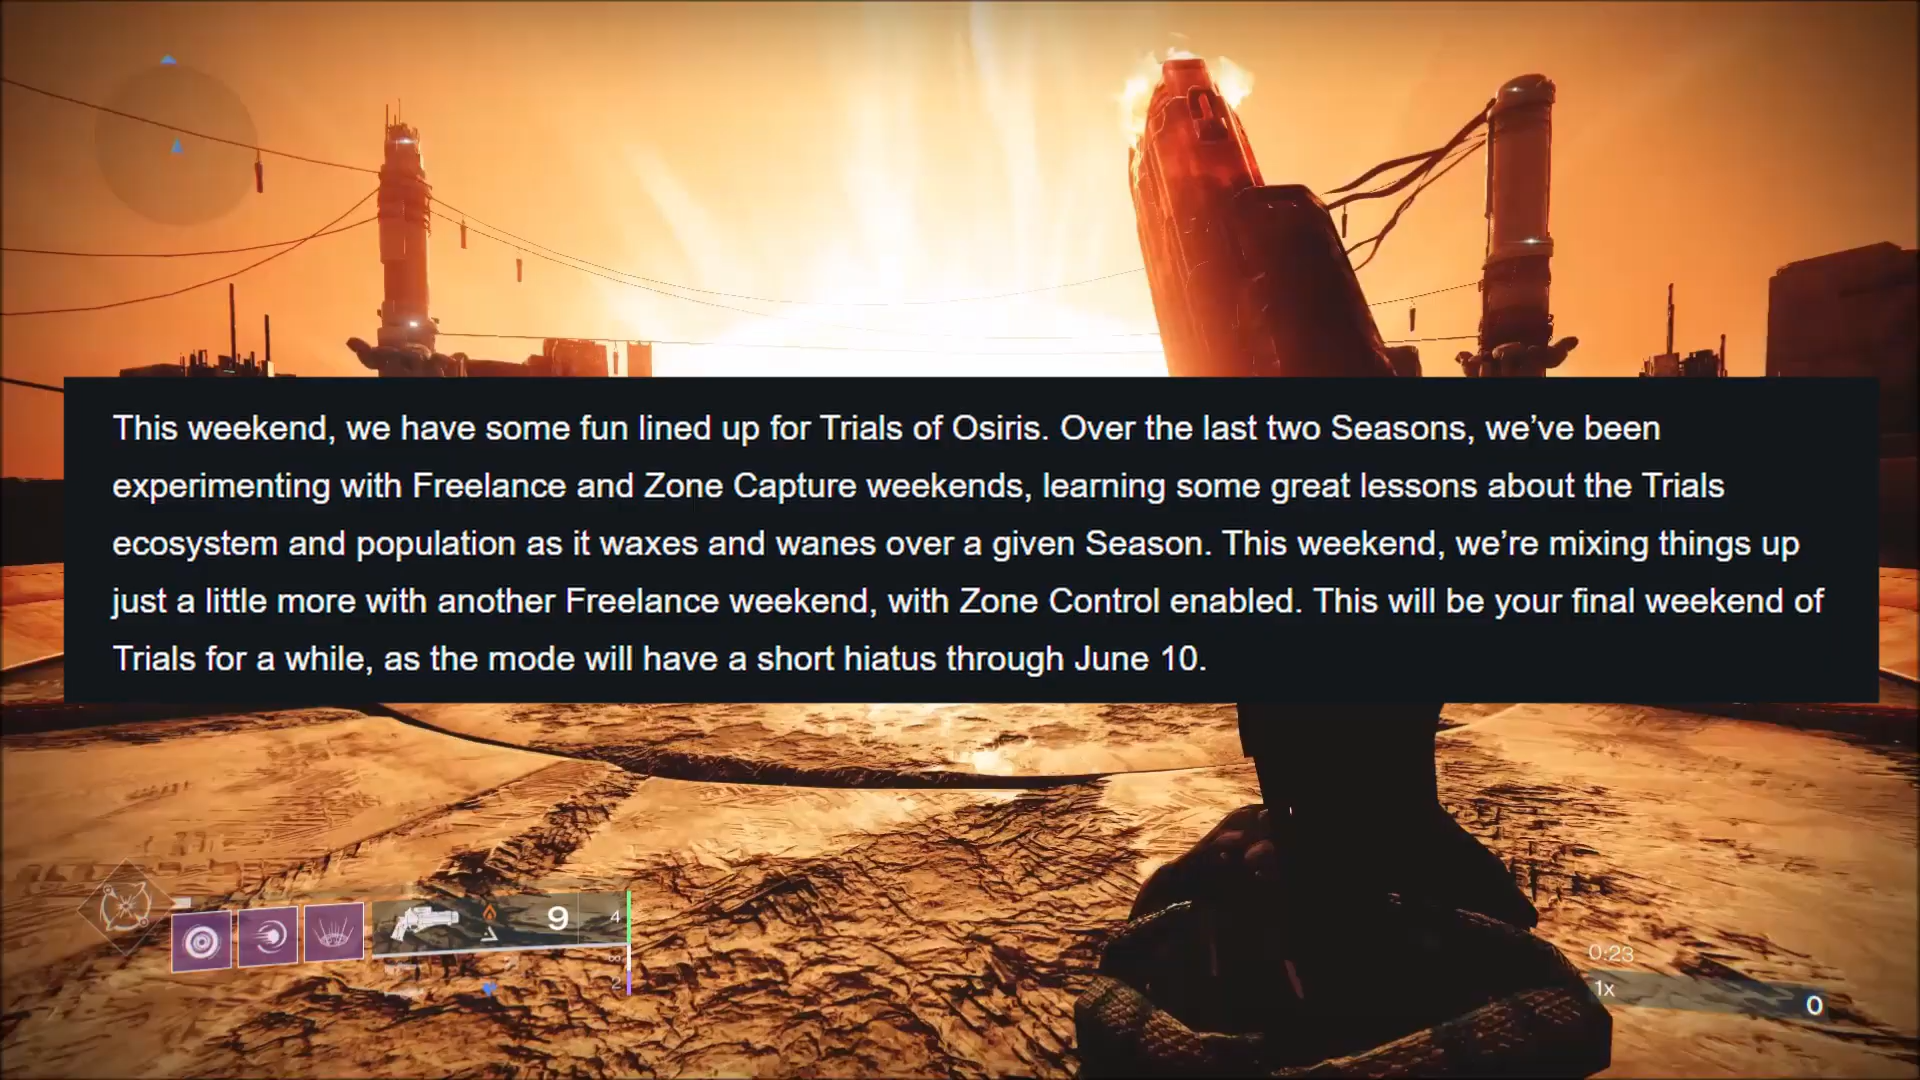 This weekend, we have some fun lined up for Trials of Osiris. Over the last two Seasons, we’ve been
experimenting with Freelance and Zone Capture weekends, learning some great lessons about the Trials
ecosystem and population as it waxes and wanes over a given Season. This weekend, we’re mixing things up
just a little more with another Freelance weekend, with Zone Control enabled. This will be your final weekend of
Trials for a while, as the mode will have a short hiatus through June 10.
9
4
∞
2
0:23
1x
0